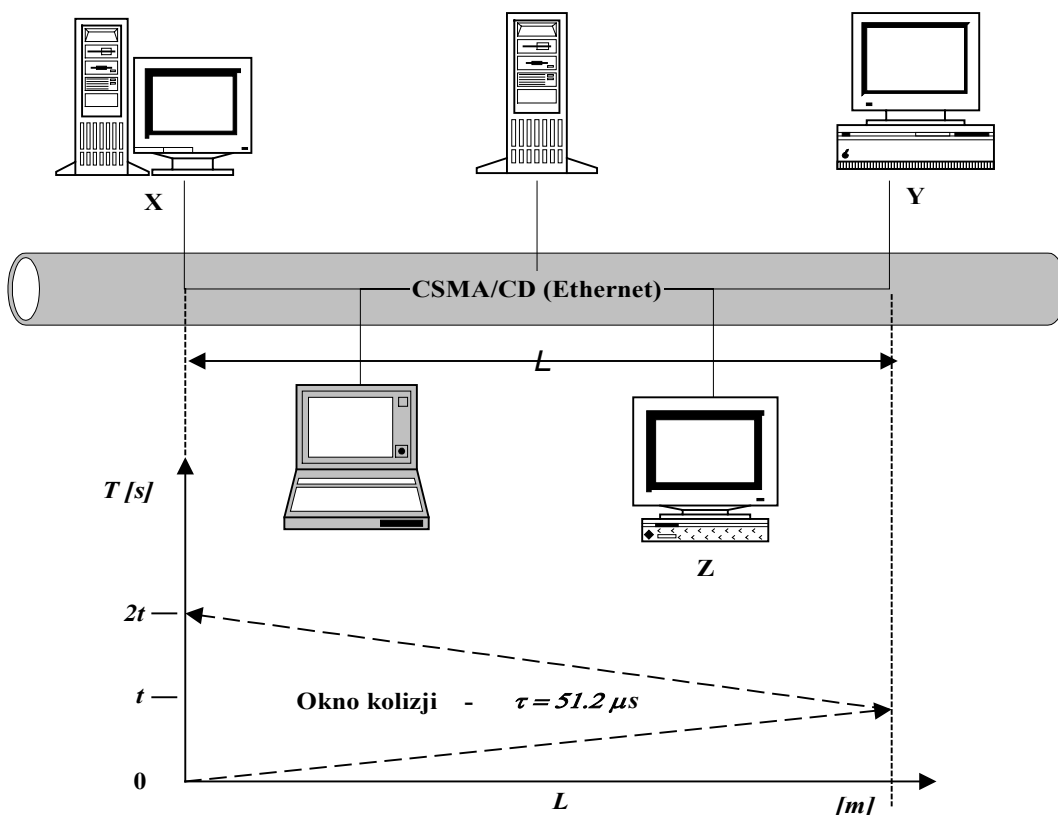 X
Y
CSMA/CD (Ethernet)
L
T [s]
Z
2t
t
Okno kolizji - τ = 51.2 μs
0
L
[m]